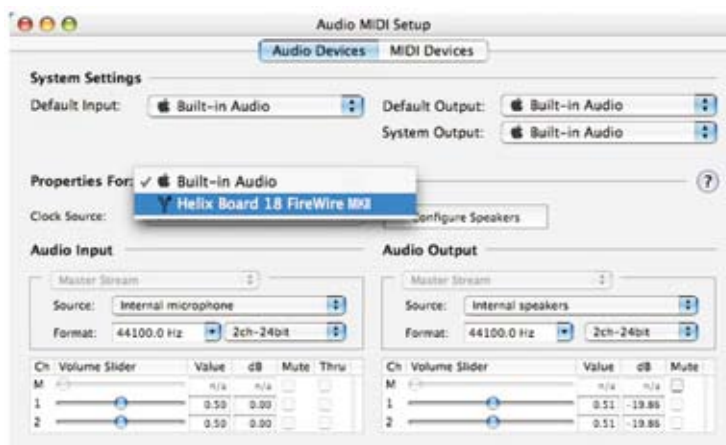 Audio MIDI Setup
Audio Devices MIDI Devices
System Settings
Default Input: Built-in Audio Default Output: Built-in Audio
System Output: Built-in Audio
Properties For: ✓ Built-in Audio ?
Helix Board 18 FireWire MKII
Clock Source: Configure Speakers
Audio Input Audio Output
Master Stream Master Stream
Source: Internal microphone Source: Internal speakers
Format: 44100.0 Hz 2ch-24bit Format: 44100.0 Hz 2ch-24bit
Ch Volume Slider Value dB Mute Thru Ch Volume Slider Value dB Mute
M n/a n/a M n/a n/a
1 0.50 0.00 1 0.51 -19.86
2 0.50 0.00 2 0.51 -19.86